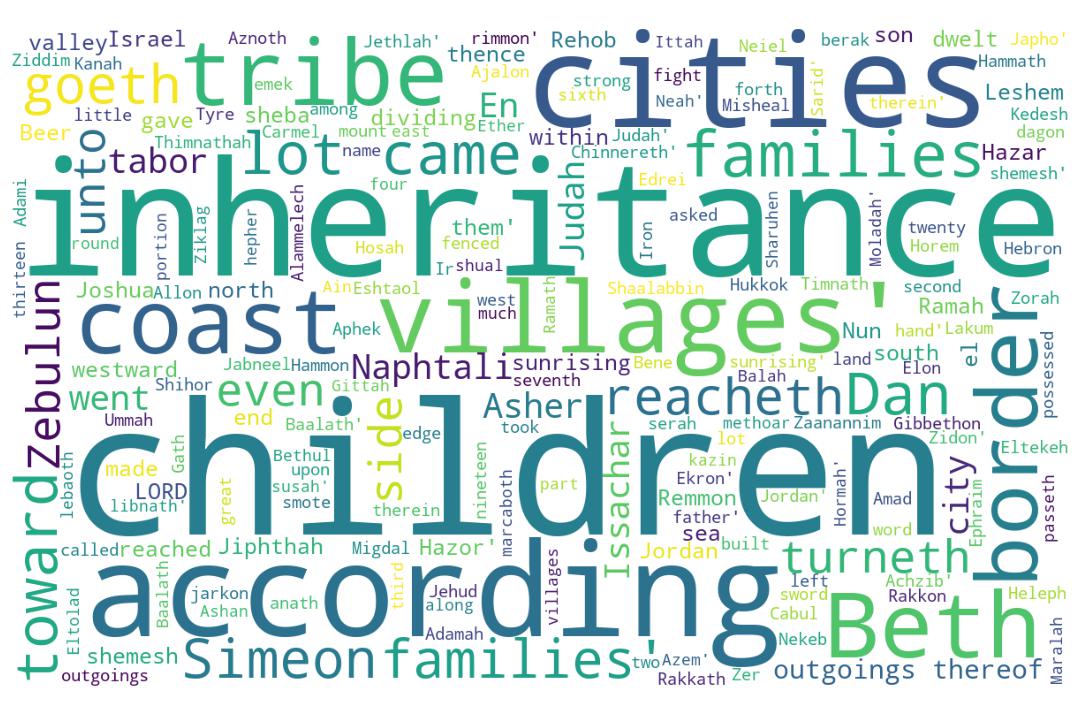 valley Israel Aznoth Jethlah' rimmon' thence Rehob Ittah Neiel berak son dwelt Japho'
Ziddim Kanah goeth tribe Ajalon strong fight cities Hammath
emek En sixth Neah' forth Misheal Sarid' therein' Leshem
Beer little gave Tyre sheba among dividing Ether within Judah' Kedesh
unto Thimnathah Carmel mount east Chinnereth' families Hazar dagon
tabor lot name came shemesh'
Adami inheritance four Judah Edrei
round portion Ziklag hepher Alammelech them' Hosah fenced Iron asked Sharuhen Moladah' twenty Horem Hebron
thirteen Ir shual
Joshua Allon north Ain Eshtaol west much Ramath Shaalabbin Hukkok Timnath second Ramah Zorah
coast Aphek villages' Nun hand' Lakum
Zebulun westward Jabneel Hammon Naphtali sunrising Bene sunrising' land south el border
Shihor even Gittah seventh Balah Elon possessed
went Asher reacheth Dan
Ummah end Baalath' side edge took Issachar serah methoar Zaanannim Gibbethon Zidon' Eltekeh
toward lebaoth made Gath children Bethul upon susah' lot kazin Ekron' city
LORD libnath' great smote therein nineteen marcaboth part Remmon Jordan' Hormah' Amad Ephraim' passeth
father' sea word
called reached Jiphthah Migdal Hazor' Jordan built turneth
according Baalath jarkon anath third Jehud along villages left Achzib' Heleph
Eltolad Ashan Adamah sword Cabul Rakkon Beth
shemesh Simeon families' Nekeb Maralah
outgoings two Azem' Rakkath Zer outgoings thereof